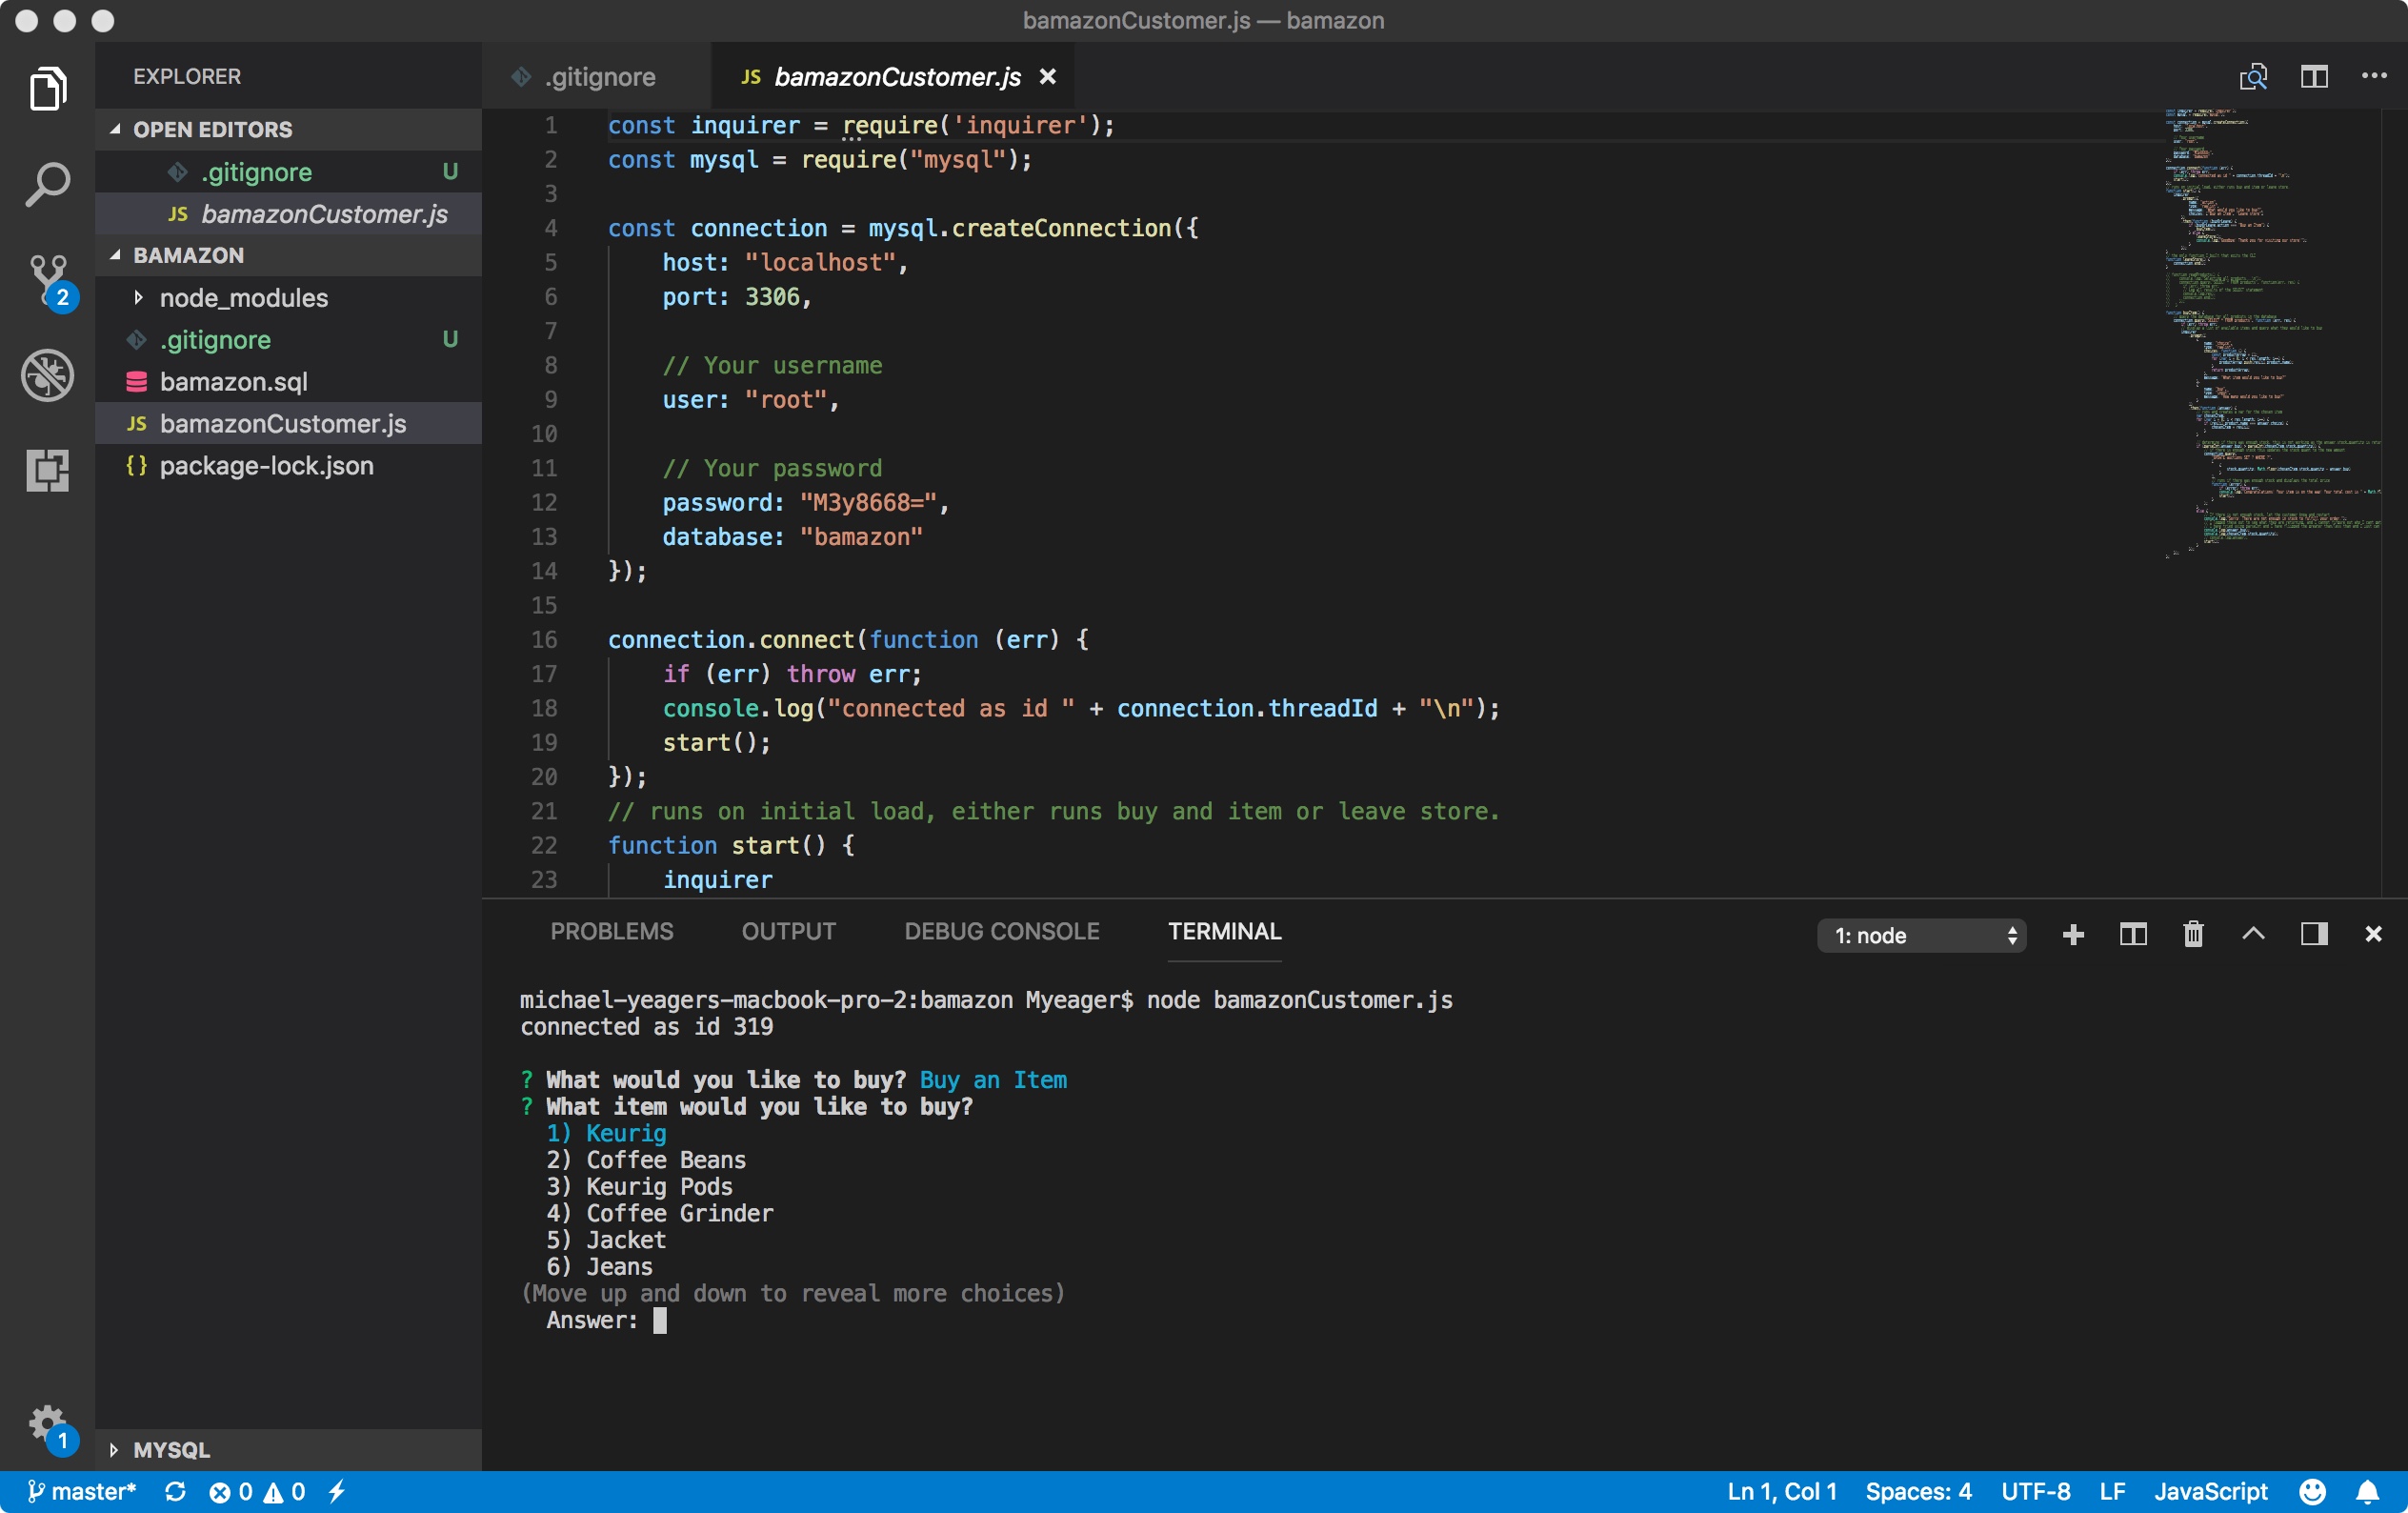 bamazonCustomer.js — bamazon
EXPLORER
OPEN EDITORS
.gitignore U
JS bamazonCustomer.js
BAMAZON
node_modules
.gitignore U
bamazon.sql
JS bamazonCustomer.js
{} package-lock.json
MYSQL
2
1
.gitignore
JS bamazonCustomer.js
1 const inquirer = require('inquirer');
2 const mysql = require("mysql");
3
4 const connection = mysql.createConnection({
5 host: "localhost",
6 port: 3306,
7
8 // Your username
9 user: "root",
10
11 // Your password
12 password: "M3y8668=",
13 database: "bamazon"
14 });
15
16 connection.connect(function (err) {
17 if (err) throw err;
18 console.log("connected as id " + connection.threadId + "\n");
19 start();
20 });
21 // runs on initial load, either runs buy and item or leave store.
22 function start() {
23 inquirer
PROBLEMS OUTPUT DEBUG CONSOLE TERMINAL
1: node
michael-yeagers-macbook-pro-2:bamazon Myeager$ node bamazonCustomer.js
connected as id 319
? What would you like to buy? Buy an Item
? What item would you like to buy?
1) Keurig
2) Coffee Beans
3) Keurig Pods
4) Coffee Grinder
5) Jacket
6) Jeans
(Move up and down to reveal more choices)
Answer:
master* 0 0 Ln 1, Col 1 Spaces: 4 UTF-8 LF JavaScript